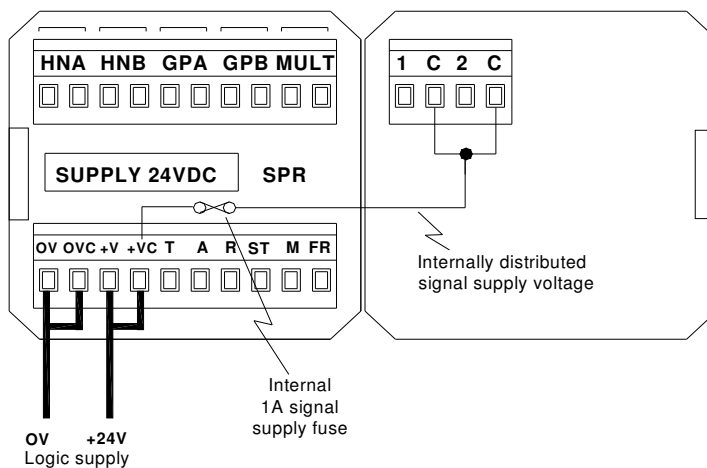 HNA HNB GPA GPB MULT
1 C 2 C
SUPPLY 24VDC SPR
OV OVC +V +VC T A R ST M FR
Internally distributed
signal supply voltage
Internal
1A signal
supply fuse
OV +24V
Logic supply